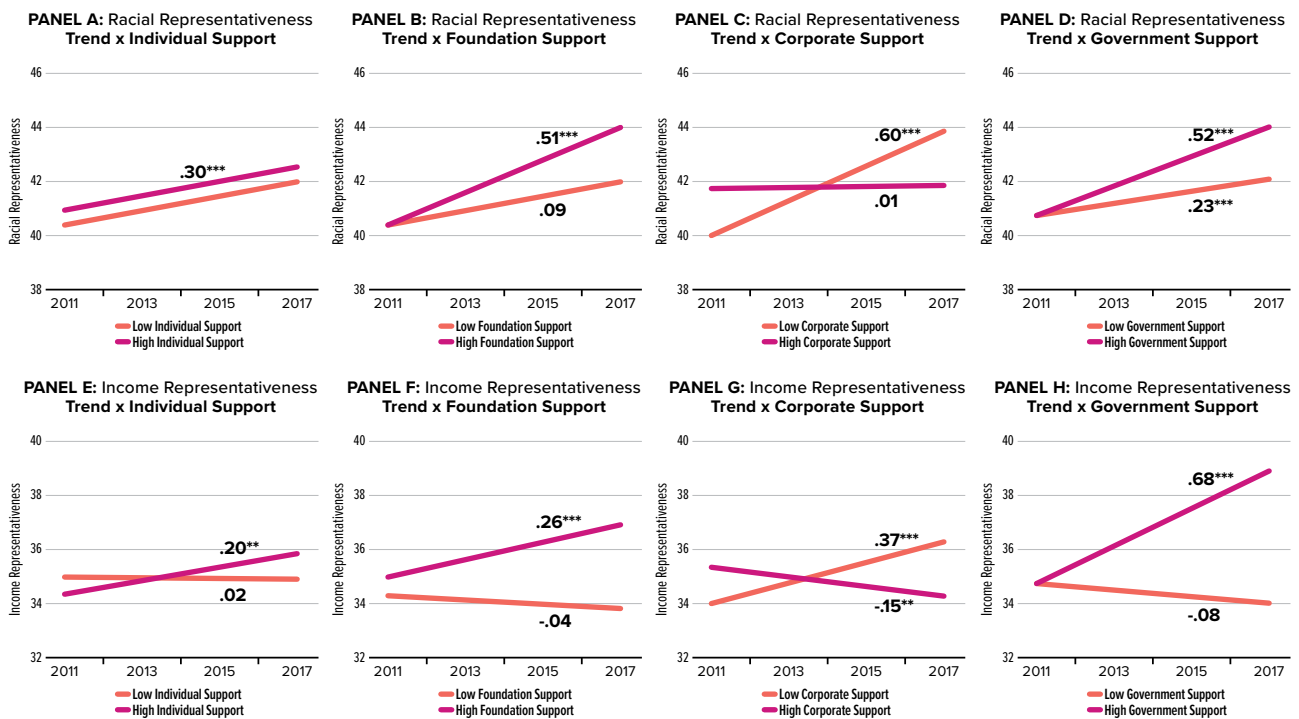 PANEL A: Racial Representativeness
Trend x Individual Support
Racial Representativeness
46
44
42
40
38
.30***
2011 2013 2015 2017
Low Individual Support
High Individual Support
PANEL B: Racial Representativeness
Trend x Foundation Support
Racial Representativeness
46
44
42
40
38
.51***
.09
2011 2013 2015 2017
Low Foundation Support
High Foundation Support
PANEL C: Racial Representativeness
Trend x Corporate Support
Racial Representativeness
46
44
42
40
38
.60***
.01
2011 2013 2015 2017
Low Corporate Support
High Corporate Support
PANEL D: Racial Representativeness
Trend x Government Support
Racial Representativeness
46
44
42
40
38
.52***
.23***
2011 2013 2015 2017
Low Government Support
High Government Support
PANEL E: Income Representativeness
Trend x Individual Support
Income Representativeness
40
38
36
34
32
.20**
.02
2011 2013 2015 2017
Low Individual Support
High Individual Support
PANEL F: Income Representativeness
Trend x Foundation Support
Income Representativeness
40
38
36
34
32
.26***
-.04
2011 2013 2015 2017
Low Foundation Support
High Foundation Support
PANEL G: Income Representativeness
Trend x Corporate Support
Income Representativeness
40
38
36
34
32
.37***
-.15**
2011 2013 2015 2017
Low Corporate Support
High Corporate Support
PANEL H: Income Representativeness
Trend x Government Support
Income Representativeness
40
38
36
34
32
.68***
-.08
2011 2013 2015 2017
Low Government Support
High Government Support